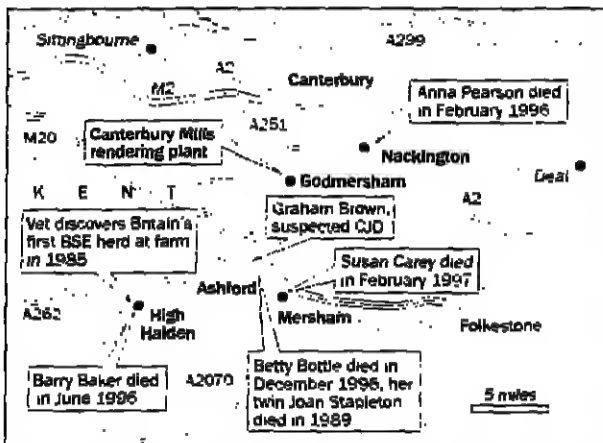 Sittingbourne
A299
A2
M2
Canterbury
Anna Pearson died
in February 1996
A251
M20
Canterbury Mills
rendering plant
Nackington
Deal
Godmersham
K E N T
A2
Graham Brown,
suspected CJD
Vet discovers Britain's
first BSE herd at farm
in 1985
Susan Carey died
in February 1997
Ashford
A262
High
Halden
Mersham
Folkestone
Barry Baker died
in June 1996
A2070
Betty Bottle died in
December 1996, her
twin Joan Stapleton
died in 1989
5 miles